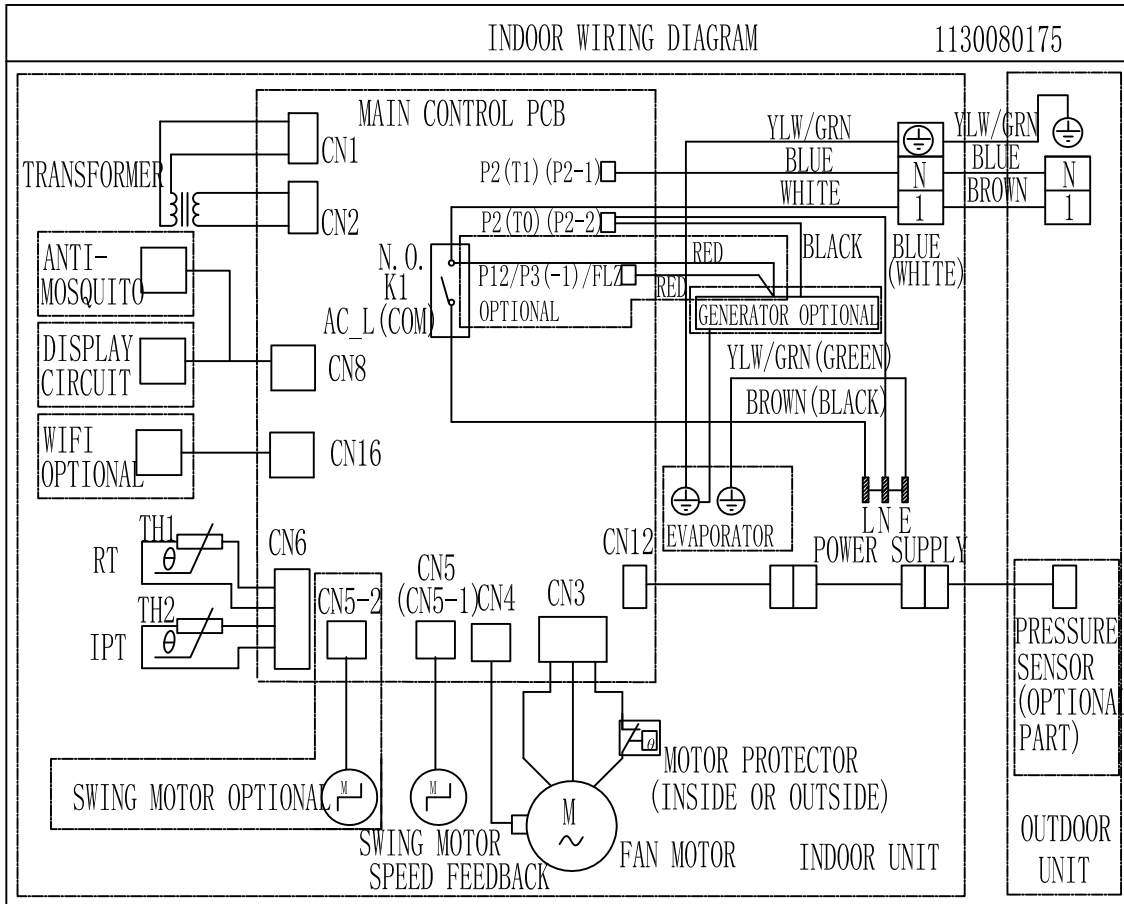 INDOOR WIRING DIAGRAM 1130080175
MAIN CONTROL PCB
TRANSFORMER
CN1
CN2
P2(T1)(P2-1)
P2(T0)(P2-2)
YLW/GRN
BLUE
WHITE
N
1
YLW/GRN
BLUE
BROWN
N
1
ANTI-
MOSQUITO
N.O.
K1
AC_L(COM)
RED
P12/P3(-1)/FLZ
OPTIONAL
RED
BLACK
BLUE
(WHITE)
GENERATOR OPTIONAL
DISPLAY
CIRCUIT
CN8
YLW/GRN(GREEN)
BROWN(BLACK)
WIFI
OPTIONAL
CN16
EVAPORATOR
L N E
POWER SUPPLY
TH1
θ
RT
CN6
TH2
θ
IPT
CN5-2
CN5
(CN5-1)
CN4
CN3
CN12
PRESSURE
SENSOR
(OPTIONAL
PART)
θ
MOTOR PROTECTOR
(INSIDE OR OUTSIDE)
SWING MOTOR OPTIONAL
M
M
M
SWING MOTOR
SPEED FEEDBACK
FAN MOTOR
INDOOR UNIT
OUTDOOR
UNIT